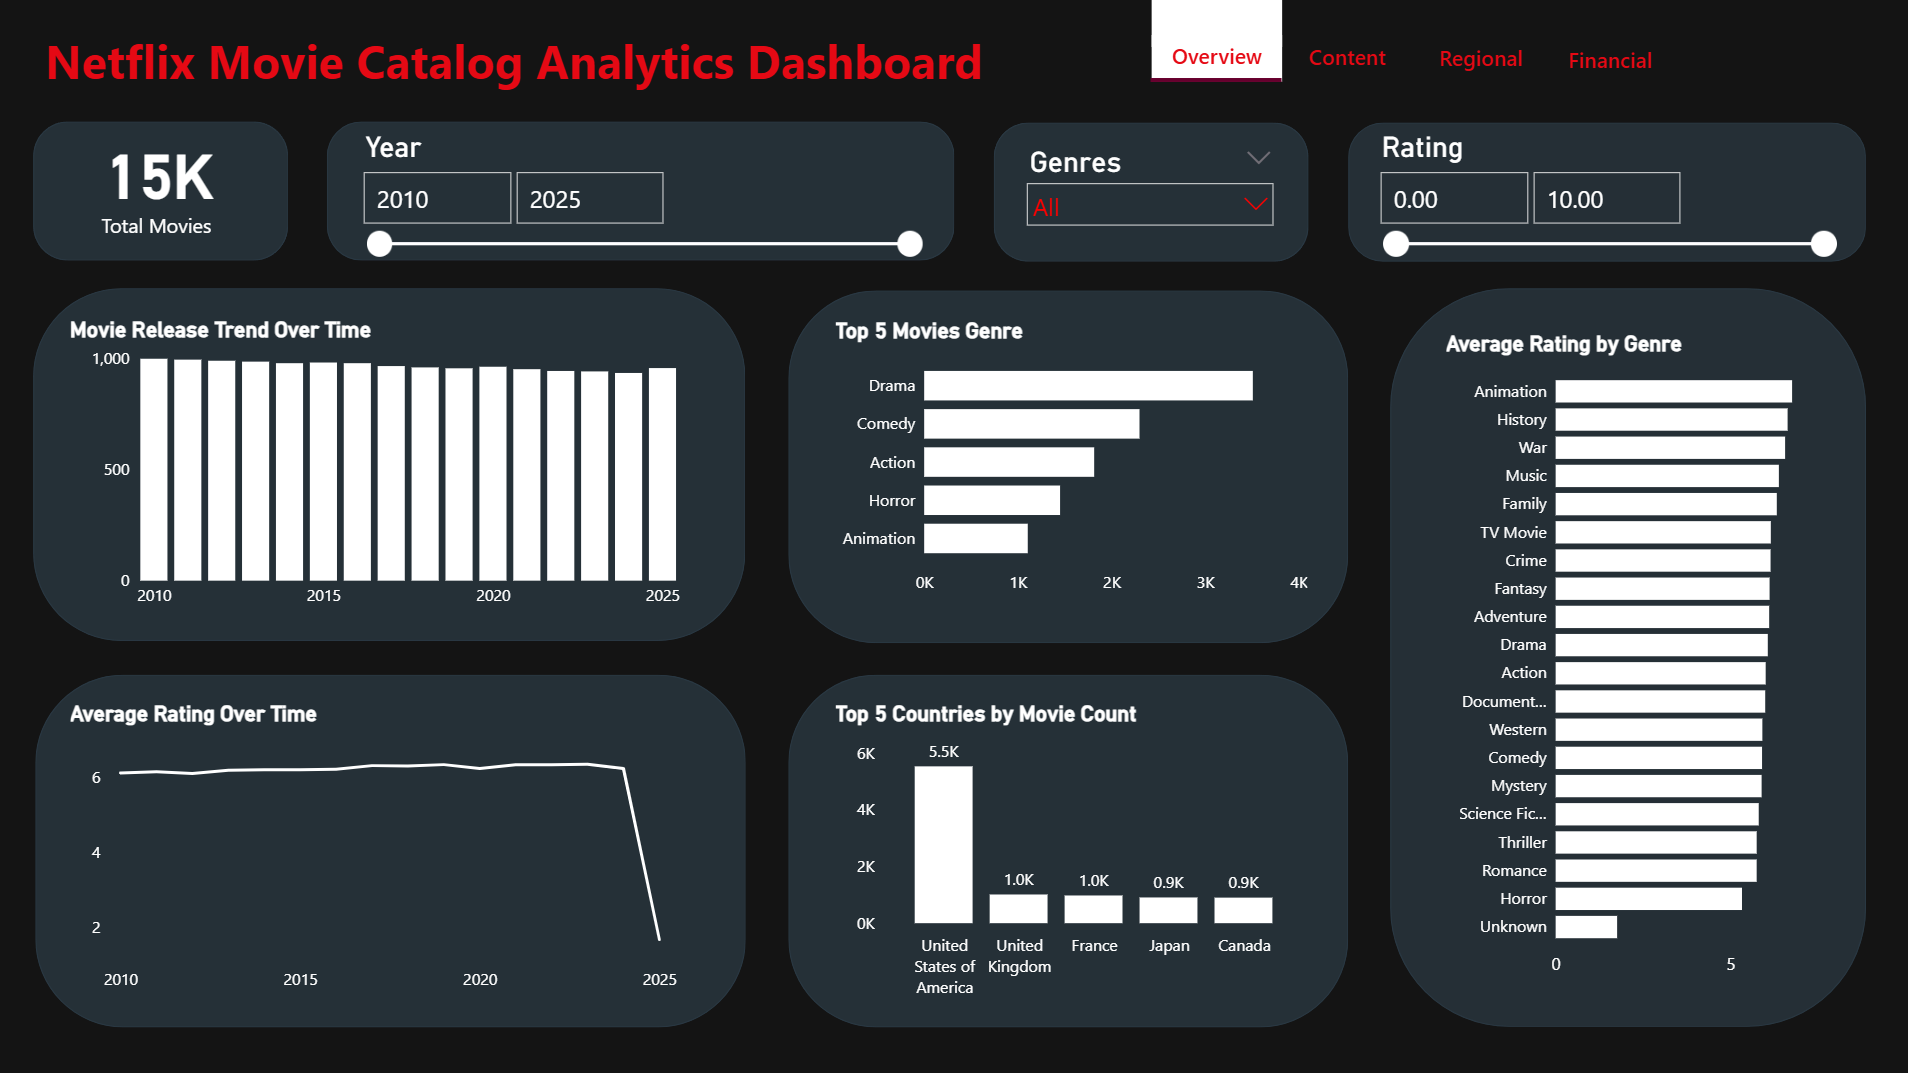 Netflix Movie Catalog Analytics Dashboard
Overview
Content
Regional
Financial
15K
Total Movies
Year
2010
2025
Genres
All
Rating
0.00
10.00
Movie Release Trend Over Time
1,000
500
0
2010
2015
2020
2025
Top 5 Movies Genre
Drama
Comedy
Action
Horror
Animation
0K
1K
2K
3K
4K
Average Rating by Genre
Animation
History
War
Music
Family
TV Movie
Crime
Fantasy
Adventure
Drama
Action
Document...
Western
Comedy
Mystery
Science Fic...
Thriller
Romance
Horror
Unknown
0
5
Average Rating Over Time
6
4
2
2010
2015
2020
2025
Top 5 Countries by Movie Count
6K
4K
2K
0K
5.5K
1.0K
1.0K
0.9K
0.9K
United
States of
America
United
Kingdom
France
Japan
Canada